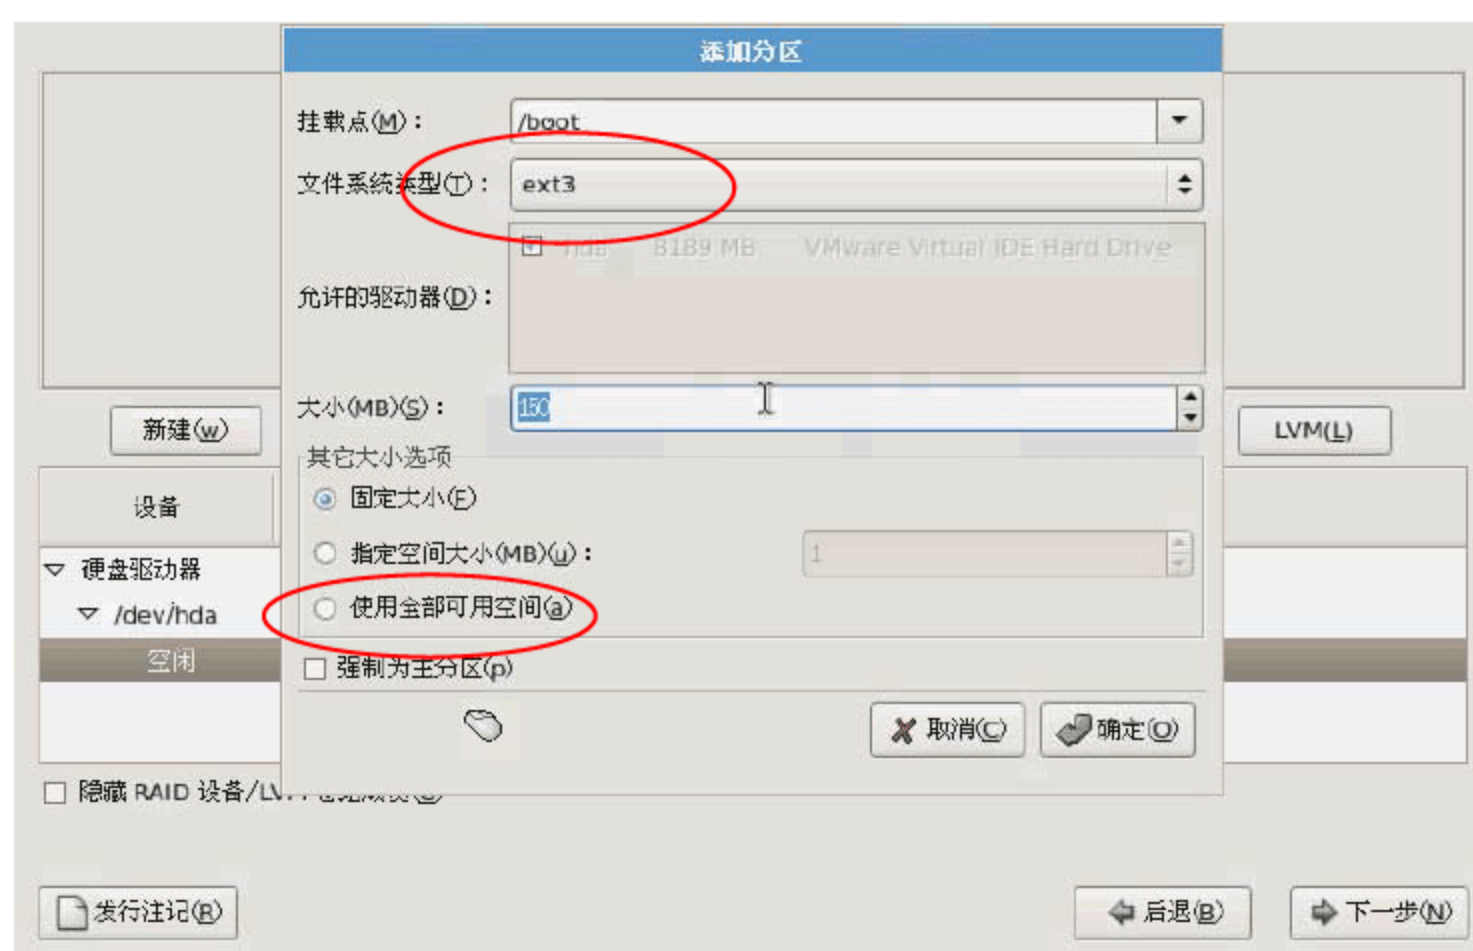 添加分区
挂载点(M)：
/boot
文件系统类型(T)：
ext3
hda 8189 MB VMware Virtual IDE Hard Drive
允许的驱动器(D)：
大小(MB)(S)：
150
新建(w)
LVM(L)
其它大小选项
固定大小(F)
设备
指定空间大小(MB)(u)：
1
硬盘驱动器
使用全部可用空间(a)
/dev/hda
空闲
强制为主分区(p)
取消(C)
确定(O)
隐藏 RAID 设备/LV
发行注记(R)
后退(B)
下一步(N)